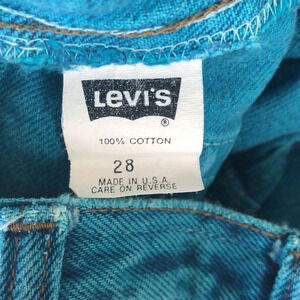 Levi's
®
100% COTTON
28
MADE IN U.S.A.
CARE ON REVERSE